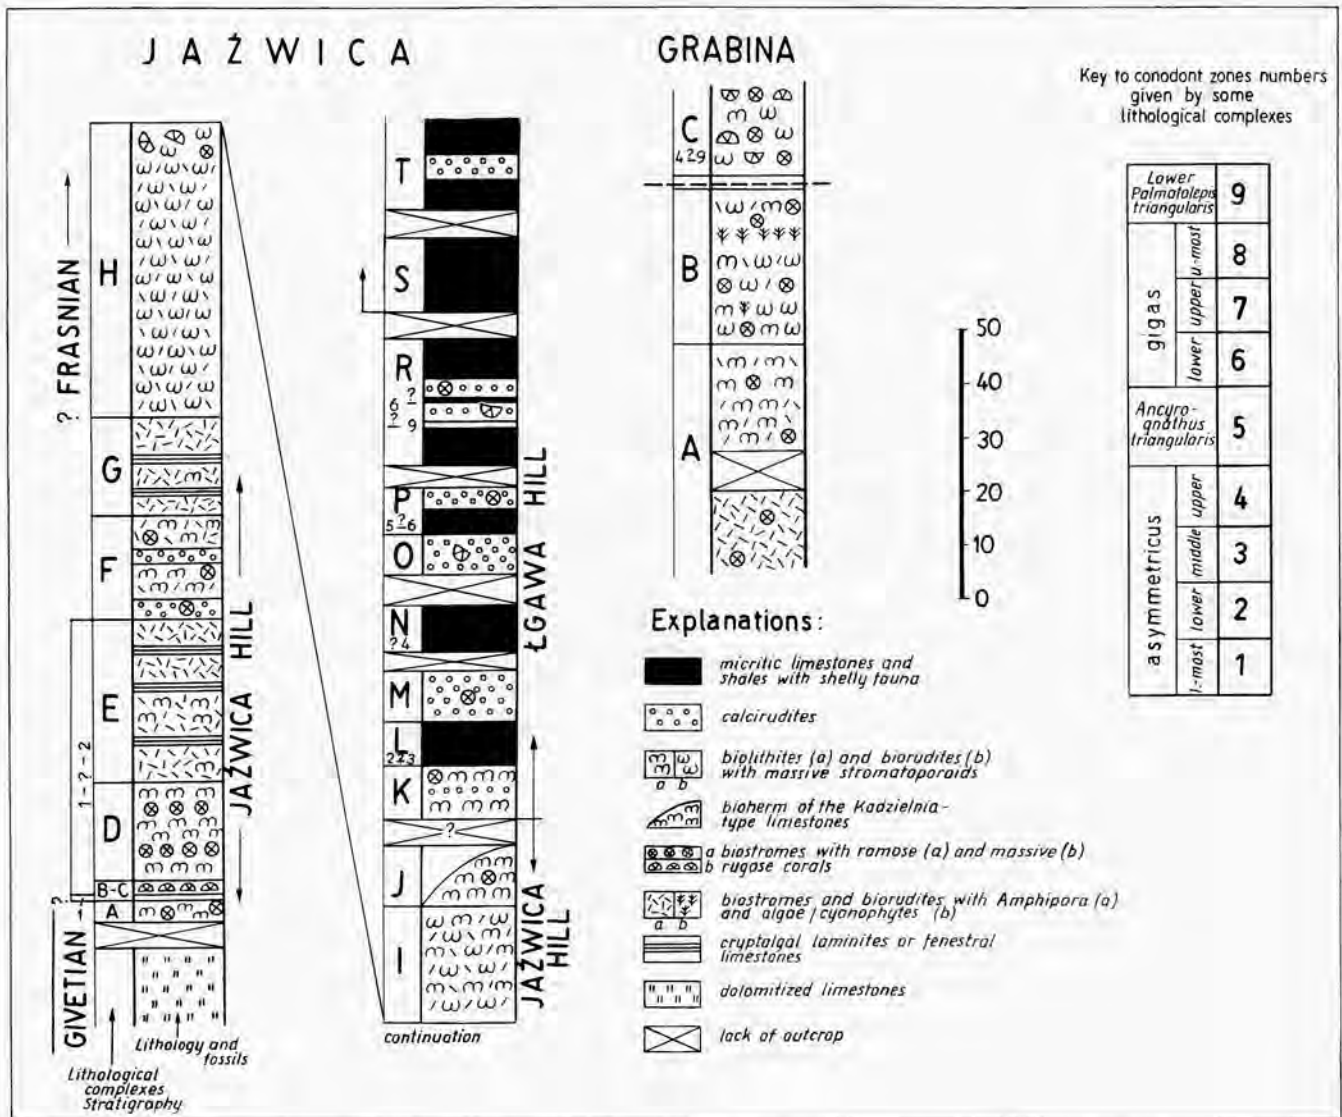 JAŹWICA
GRABINA
Key to conodont zones numbers
given by some
lithological complexes
? FRASNIAN
GIVETIAN
?
H
G
F
E
D
B-C
A
1-?-2
JAŹWICA HILL
Lithology and
fossils
Lithological
complexes
Stratigraphy
T
S
R
6 ?
? 9
P
5?6
O
N
?4
M
L
2?3
K
?
J
I
continuation
ŁGAWA HILL
JAŹWICA
HILL
C
4?9
B
A
50
40
30
20
10
0
Lower
Palmatolepis
triangularis
9
gigas
u-most
8
upper
7
lower
6
Ancyro-
gnathus
triangularis
5
asymmetricus
upper
4
middle
3
lower
2
l.-most
1
Explanations:
micritic limestones and
shales with shelly fauna
calcirudites
biolithites (a) and biorudites (b)
with massive stromatoporoids
a b
bioherm of the Kadzielnia-
type limestones
a biostromes with ramose (a) and massive (b)
b rugose corals
biostromes and biorudites with Amphipora (a)
and algae/cyanophytes (b)
a b
cryptalgal laminites or fenestral
limestones
dolomitized limestones
lack of outcrop